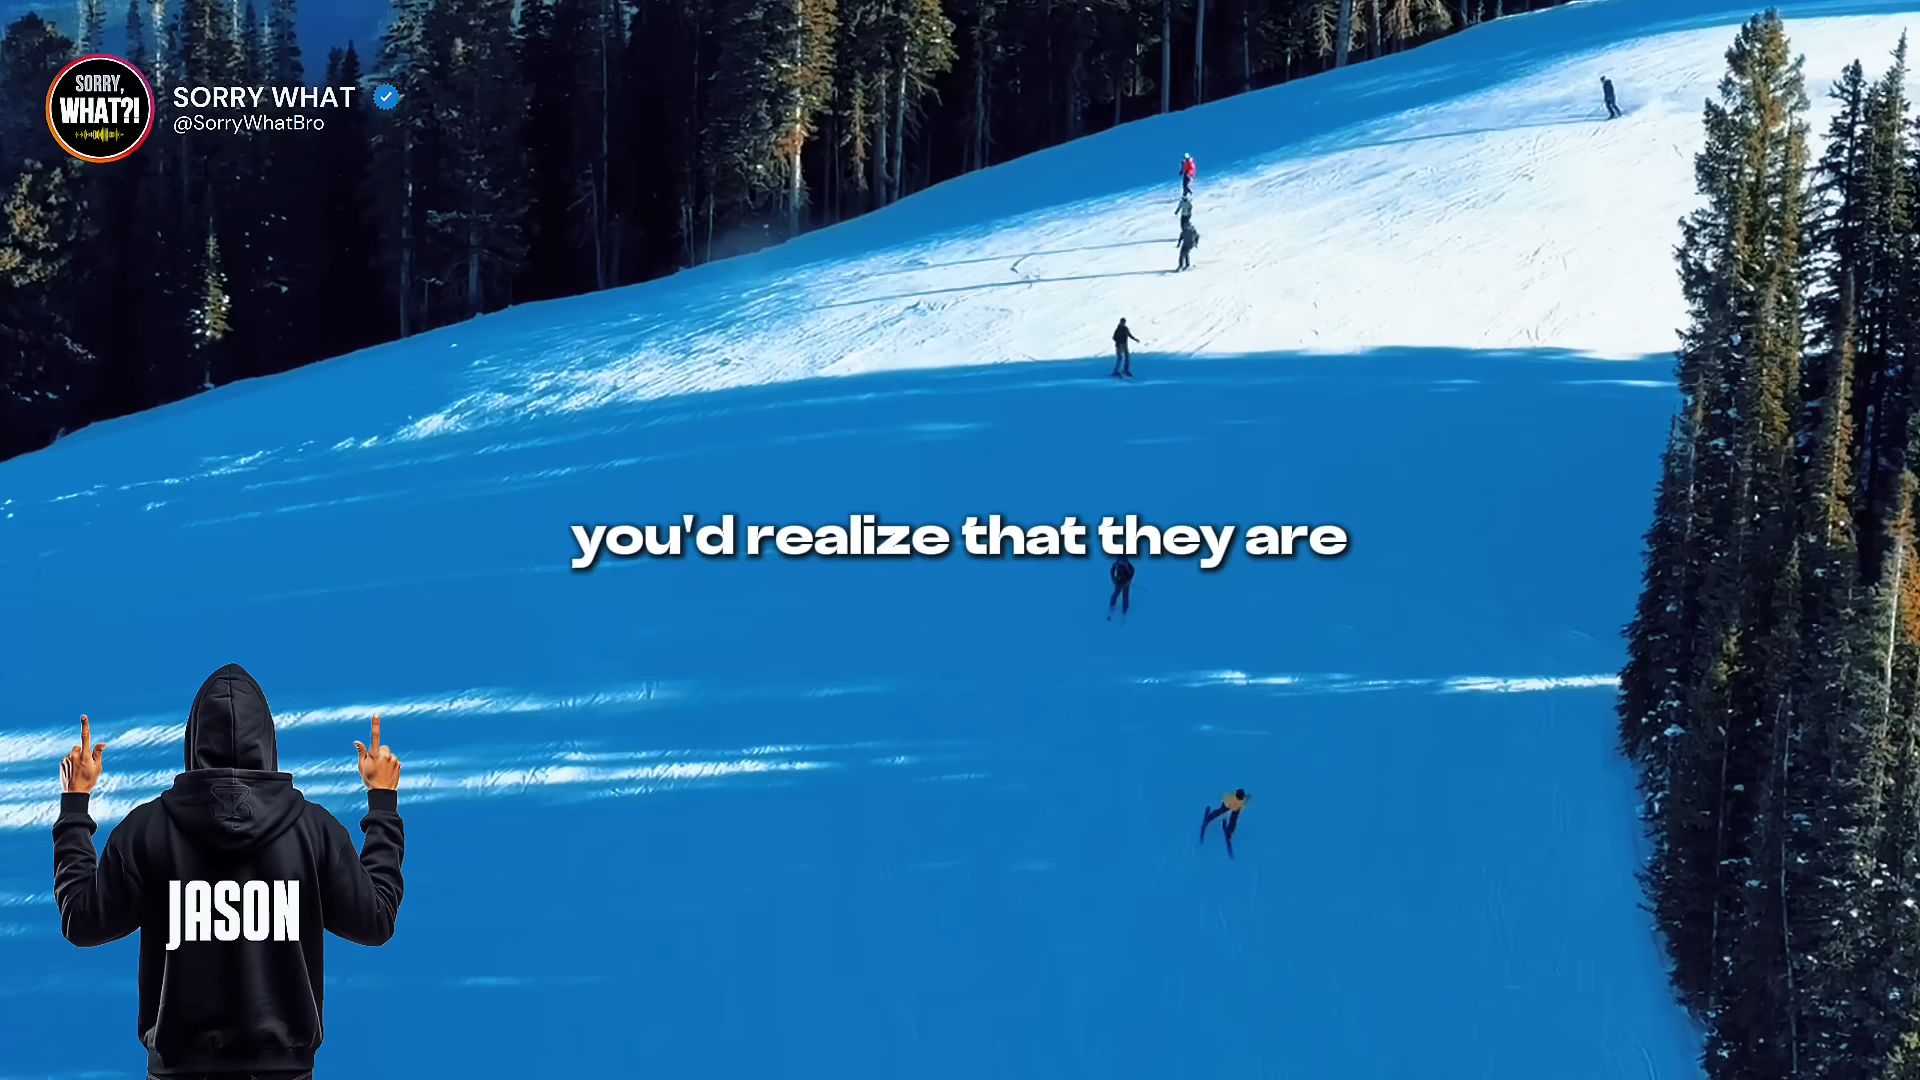 SORRY,
WHAT?!
SORRY WHAT
@SorryWhatBro
you'd realize that they are
JASON